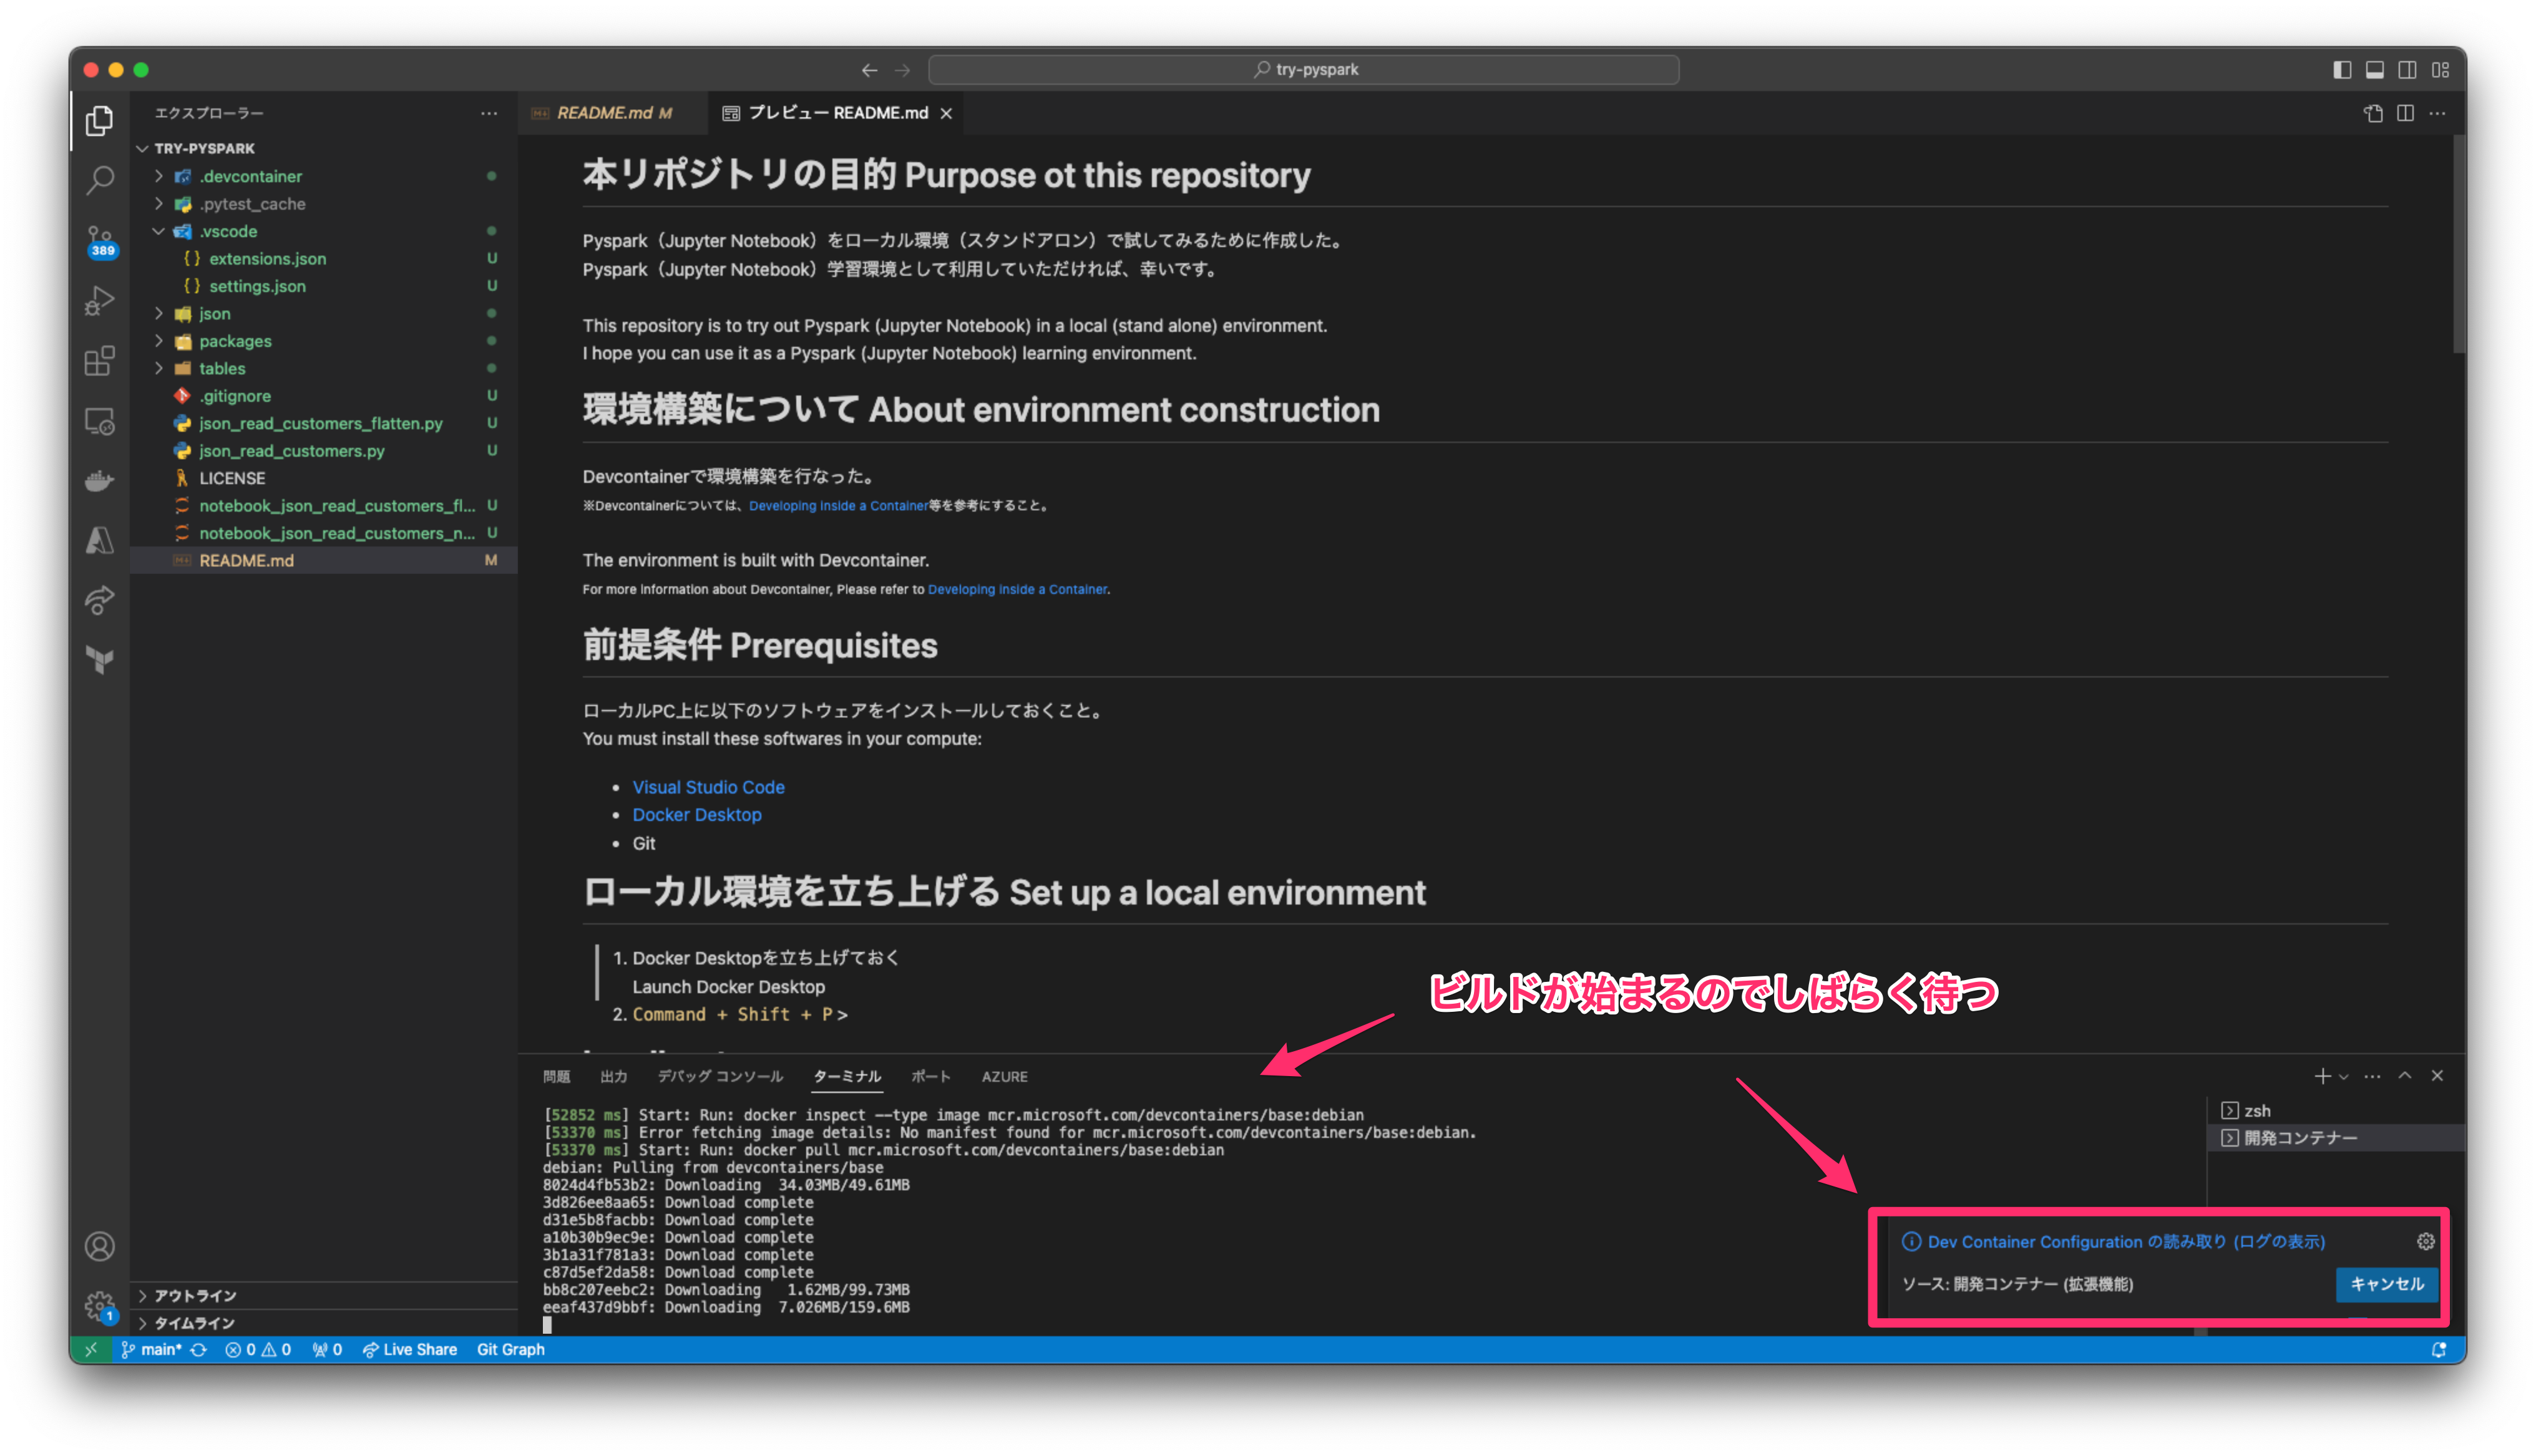 try-pyspark
エクスプローラー
TRY-PYSPARK
.devcontainer
.pytest_cache
.vscode
extensions.json U
settings.json U
json
packages
tables
.gitignore U
json_read_customers_flatten.py U
json_read_customers.py U
LICENSE
notebook_json_read_customers_fl... U
notebook_json_read_customers_n... U
README.md M
アウトライン
タイムライン
389
1
README.md M
プレビュー README.md
本リポジトリの目的 Purpose ot this repository
Pyspark（Jupyter Notebook）をローカル環境（スタンドアロン）で試してみるために作成した。
Pyspark（Jupyter Notebook）学習環境として利用していただければ、幸いです。
This repository is to try out Pyspark (Jupyter Notebook) in a local (stand alone) environment.
I hope you can use it as a Pyspark (Jupyter Notebook) learning environment.
環境構築について About environment construction
Devcontainerで環境構築を行なった。
※Devcontainerについては、Developing inside a Container等を参考にすること。
The environment is built with Devcontainer.
For more information about Devcontainer, Please refer to Developing inside a Container.
前提条件 Prerequisites
ローカルPC上に以下のソフトウェアをインストールしておくこと。
You must install these softwares in your compute:
• Visual Studio Code
• Docker Desktop
• Git
ローカル環境を立ち上げる Set up a local environment
1. Docker Desktopを立ち上げておく
Launch Docker Desktop
2. Command + Shift + P >
ビルドが始まるのでしばらく待つ
問題 出力 デバッグ コンソール ターミナル ポート AZURE
[52852 ms] Start: Run: docker inspect --type image mcr.microsoft.com/devcontainers/base:debian
[53370 ms] Error fetching image details: No manifest found for mcr.microsoft.com/devcontainers/base:debian.
[53370 ms] Start: Run: docker pull mcr.microsoft.com/devcontainers/base:debian
debian: Pulling from devcontainers/base
8024d4fb53b2: Downloading 34.03MB/49.61MB
3d826ee8aa65: Download complete
d31e5b8facbb: Download complete
a10b30b9ec9e: Download complete
3b1a31f781a3: Download complete
c87d5ef2da58: Download complete
bb8c207eebc2: Downloading 1.62MB/99.73MB
eeaf437d9bbf: Downloading 7.026MB/159.6MB
zsh
開発コンテナー
Dev Container Configuration の読み取り (ログの表示)
ソース: 開発コンテナー (拡張機能)
キャンセル
main* 0 0 0 Live Share Git Graph